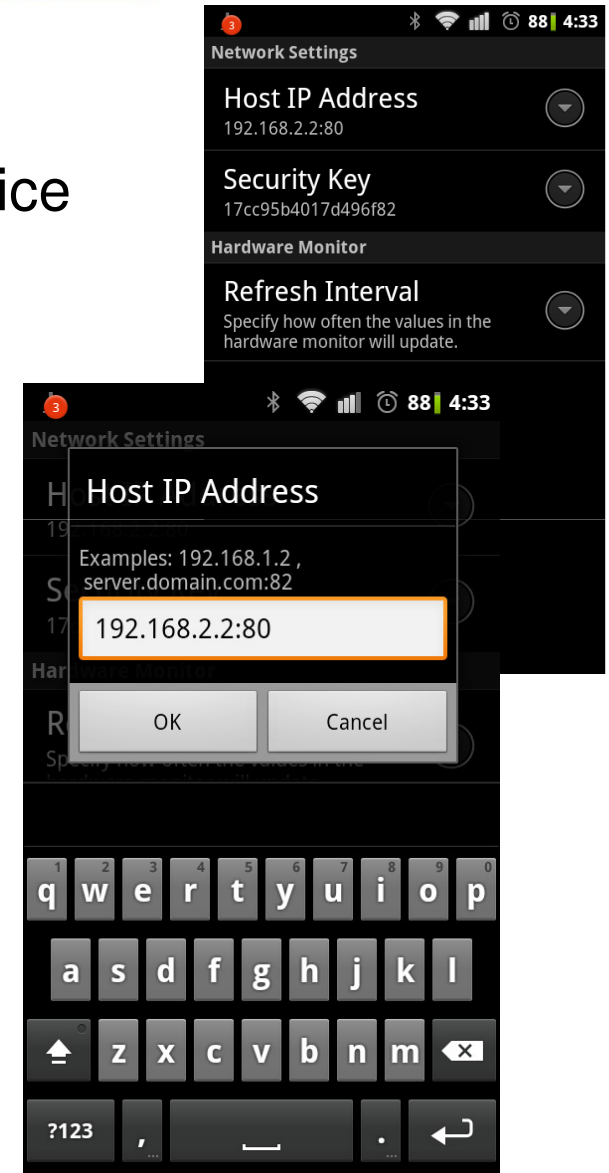 ice
3 88 4:33
Network Settings
Host IP Address
192.168.2.2:80
Security Key
17cc95b4017d496f82
Hardware Monitor
Refresh Interval
Specify how often the values in the
hardware monitor will update.
3 88 4:33
Network Settings
Host IP Address
Examples: 192.168.1.2 ,
server.domain.com:82
192.168.2.2:80
OK Cancel
1 2 3 4 5 6 7 8 9 0
q w e r t y u i o p
a s d f g h j k l
z x c v b n m
?123 , ... . ...